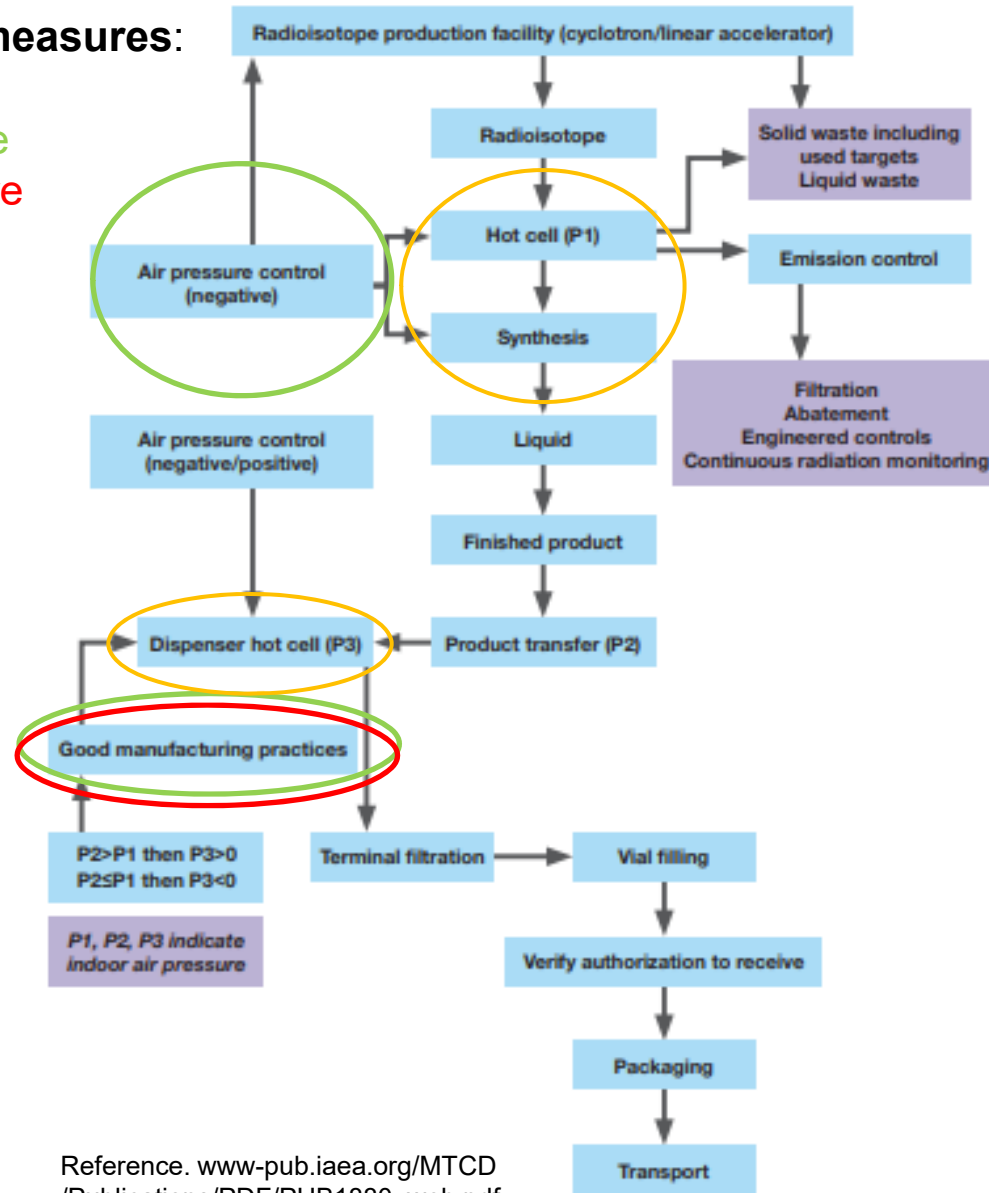 measures:
e
e
Radioisotope production facility (cyclotron/linear accelerator)
Radioisotope
Solid waste including
used targets
Liquid waste
Hot cell (P1)
Emission control
Air pressure control
(negative)
Synthesis
Filtration
Abatement
Engineered controls
Continuous radiation monitoring
Air pressure control
(negative/positive)
Liquid
Finished product
Dispenser hot cell (P3)
Product transfer (P2)
Good manufacturing practices
P2>P1 then P3>0
P2≤P1 then P3<0
Terminal filtration
Vial filling
P1, P2, P3 indicate
indoor air pressure
Verify authorization to receive
Packaging
Transport
Reference. www-pub.iaea.org/MTCD